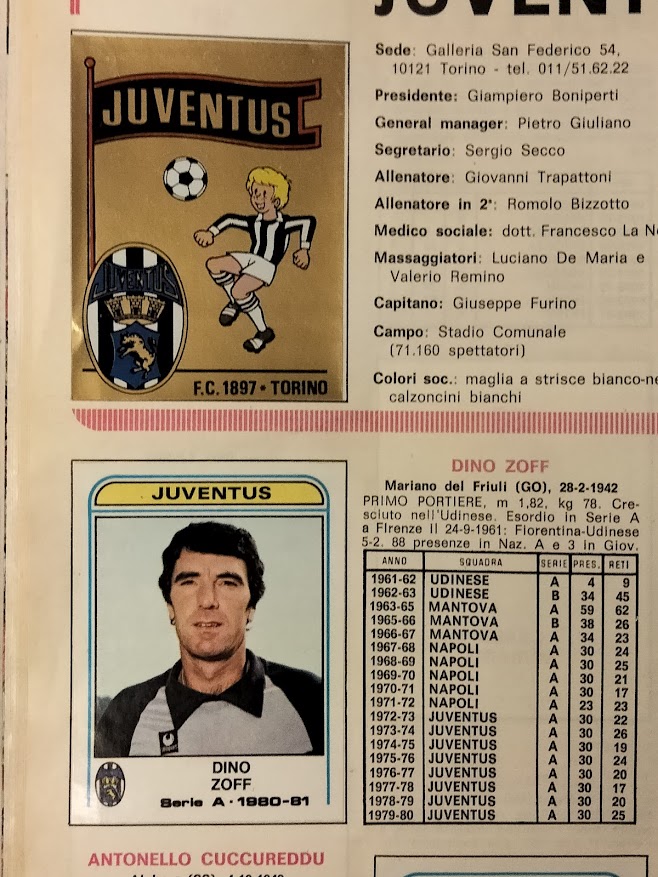 JUVENT
JUVENTUS
JUVENTUS
F.C. 1897 • TORINO
Sede: Galleria San Federico 54,
10121 Torino - tel. 011/51.62.22
Presidente: Giampiero Boniperti
General manager: Pietro Giuliano
Segretario: Sergio Secco
Allenatore: Giovanni Trapattoni
Allenatore in 2ª: Romolo Bizzotto
Medico sociale: dott. Francesco La Ne
Massaggiatori: Luciano De Maria e
Valerio Remino
Capitano: Giuseppe Furino
Campo: Stadio Comunale
(71.160 spettatori)
Colori soc.: maglia a strisce bianco-ne
calzoncini bianchi
JUVENTUS
DINO
ZOFF
Serie A • 1980-81
DINO ZOFF
Mariano del Friuli (GO), 28-2-1942
PRIMO PORTIERE, m 1,82, kg 78. Cre-
sciuto nell'Udinese. Esordio in Serie A
a Firenze il 24-9-1961: Fiorentina-Udinese
5-2. 88 presenze in Naz. A e 3 in Giov.
ANNO SQUADRA SERIE PRES. RETI
1961-62 UDINESE A 4 9
1962-63 UDINESE B 34 45
1963-65 MANTOVA A 59 62
1965-66 MANTOVA B 38 26
1966-67 MANTOVA A 34 23
1967-68 NAPOLI A 30 24
1968-69 NAPOLI A 30 25
1969-70 NAPOLI A 30 21
1970-71 NAPOLI A 30 17
1971-72 NAPOLI A 23 23
1972-73 JUVENTUS A 30 22
1973-74 JUVENTUS A 30 26
1974-75 JUVENTUS A 30 19
1975-76 JUVENTUS A 30 24
1976-77 JUVENTUS A 30 20
1977-78 JUVENTUS A 30 17
1978-79 JUVENTUS A 30 20
1979-80 JUVENTUS A 30 25
ANTONELLO CUCCUREDDU